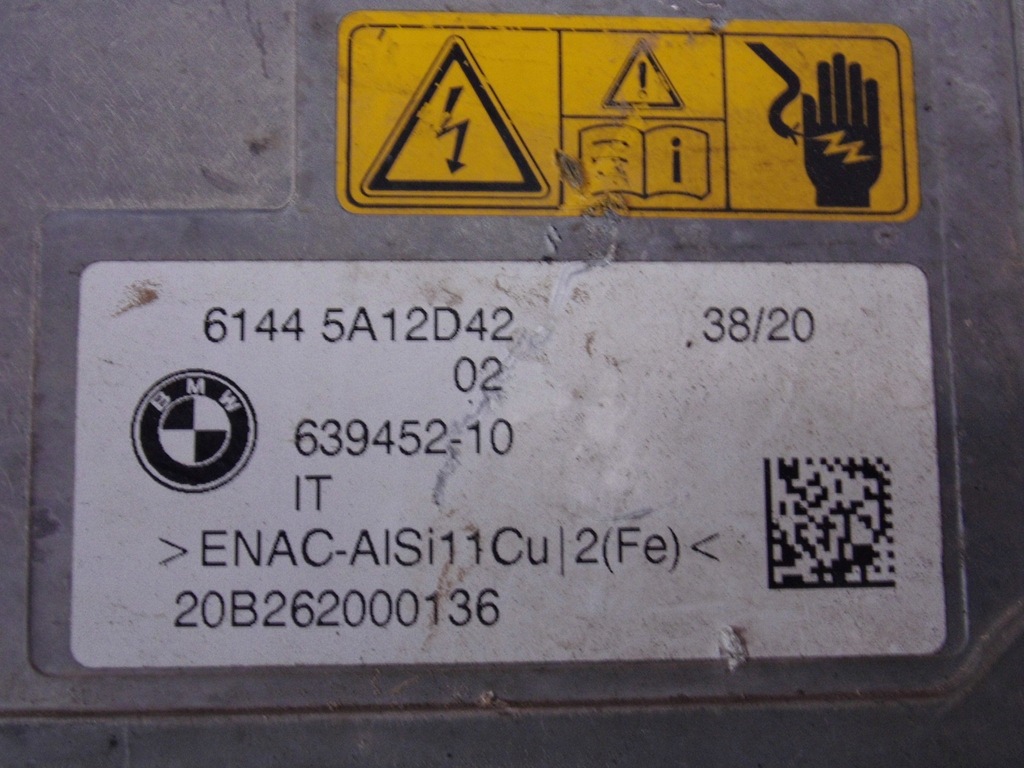 6144 5A12D42 38/20
02
BMW
639452-10
IT
>ENAC-AlSi11Cu|2(Fe)<
20B262000136